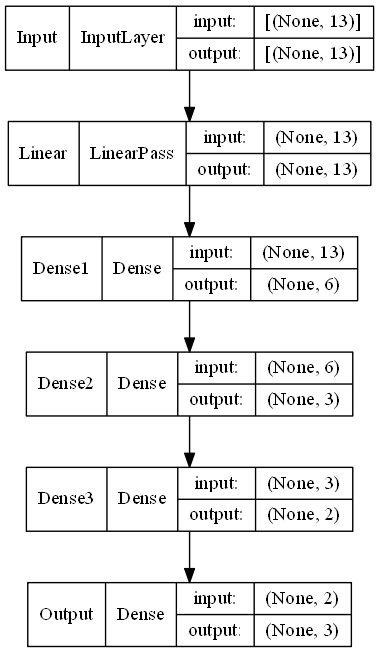 Input InputLayer input: [(None, 13)]
output: [(None, 13)]
Linear LinearPass input: (None, 13)
output: (None, 13)
Dense1 Dense input: (None, 13)
output: (None, 6)
Dense2 Dense input: (None, 6)
output: (None, 3)
Dense3 Dense input: (None, 3)
output: (None, 2)
Output Dense input: (None, 2)
output: (None, 3)